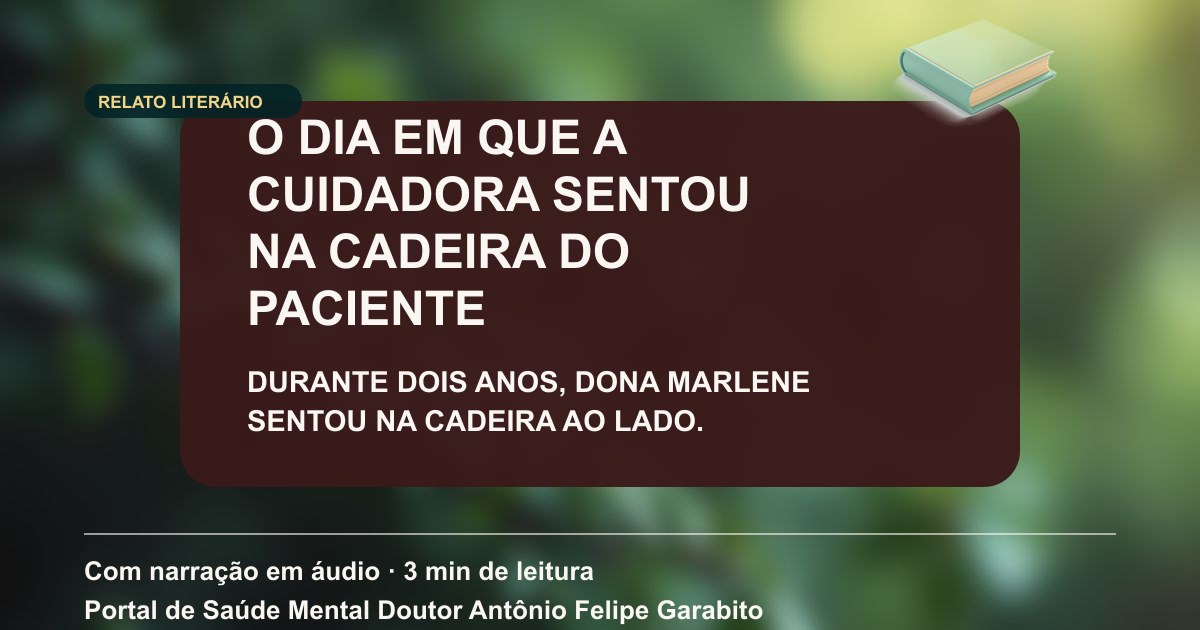 RELATO LITERÁRIO
O DIA EM QUE A
CUIDADORA SENTOU
NA CADEIRA DO
PACIENTE
DURANTE DOIS ANOS, DONA MARLENE
SENTOU NA CADEIRA AO LADO.
Com narração em áudio · 3 min de leitura
Portal de Saúde Mental Doutor Antônio Felipe Garabito